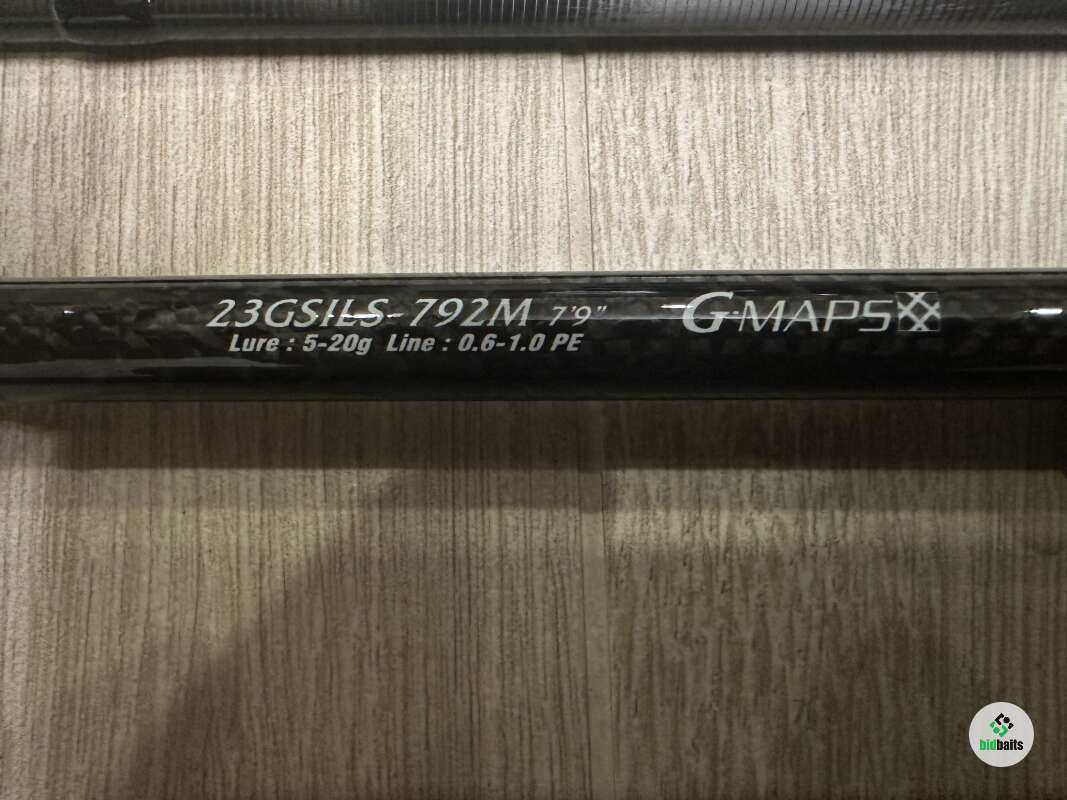 23GSILS-792M 7'9" G-MAPS
Lure : 5-20g Line : 0.6-1.0 PE
bidbaits